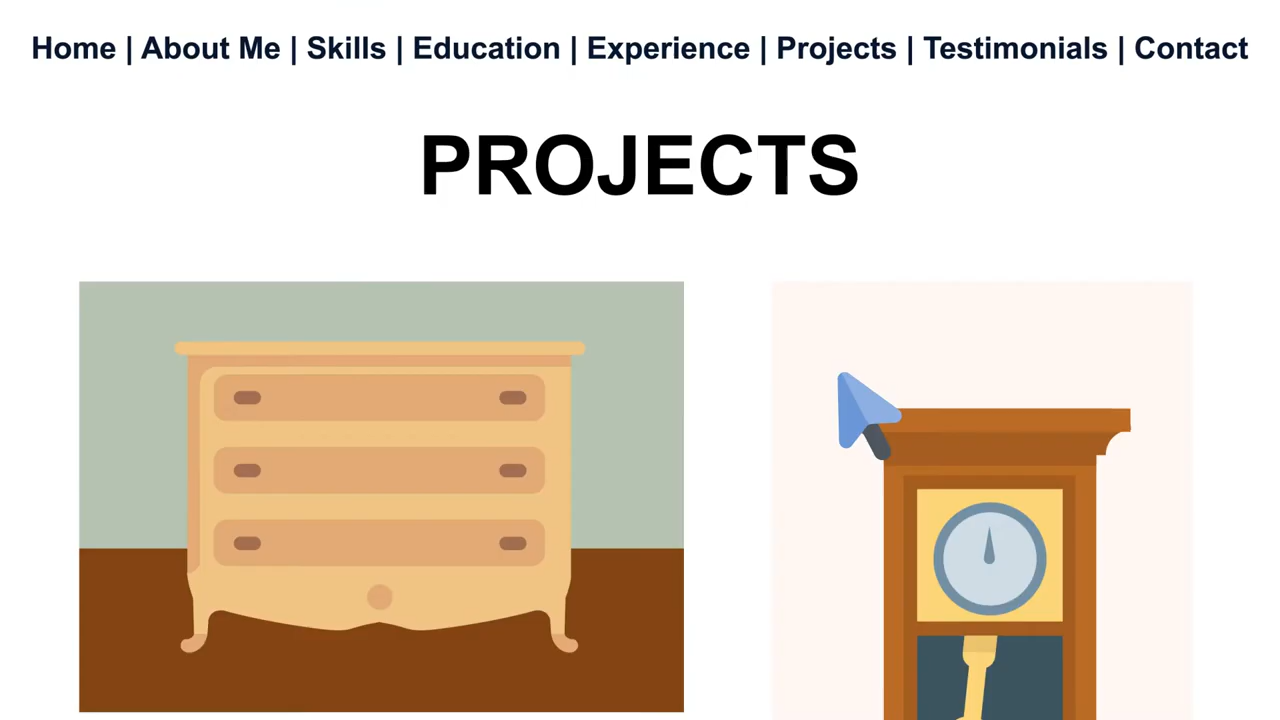 Home | About Me | Skills | Education | Experience | Projects | Testimonials | Contact
PROJECTS